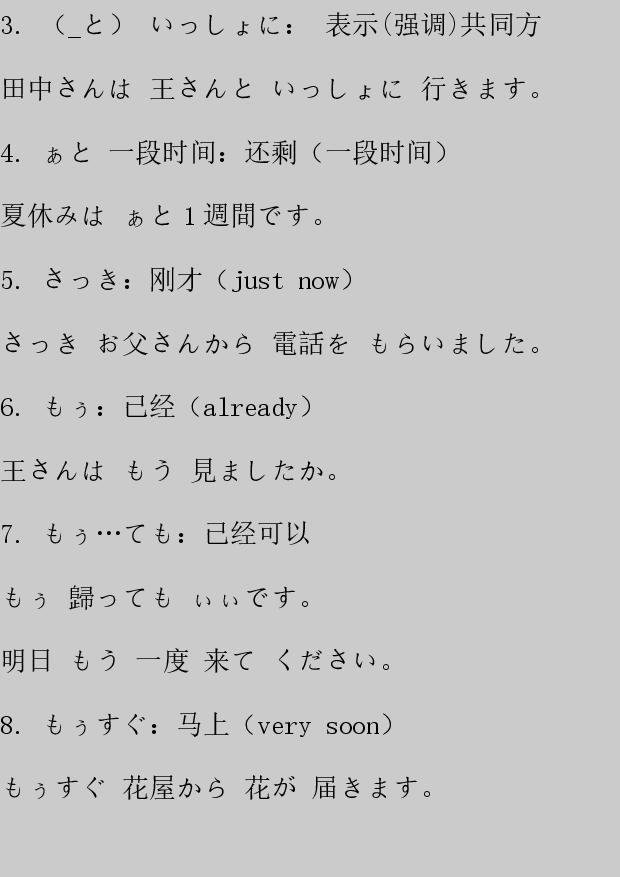 3. （_と） いっしょに： 表示(强调)共同方
田中さんは 王さんと いっしょに 行きます。
4. ぁと 一段时间：还剩（一段时间）
夏休みは ぁと1週間です。
5. さっき：刚才（just now）
さっき お父さんから 電話を もらいました。
6. もぅ：已经（already）
王さんは もう 見ましたか。
7. もぅ…ても：已经可以
もぅ 歸っても ぃぃです。
明日 もう 一度 来て ください。
8. もぅすぐ：马上（very soon）
もぅすぐ 花屋から 花が 届きます。